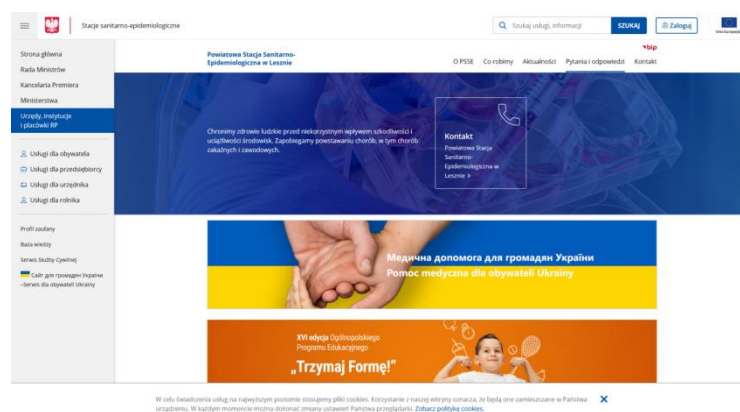 Stacje sanitarno-epidemiologiczne
Szukaj usługi, informacji
SZUKAJ
Zaloguj
Unia Europejska
Strona główna
Rada Ministrów
Kancelaria Premiera
Ministerstwa
Urzędy, instytucje
i placówki RP
Usługi dla obywatela
Usługi dla przedsiębiorcy
Usługi dla urzędnika
Usługi dla rolnika
Profil zaufany
Baza wiedzy
Serwis Służby Cywilnej
Сайт для громадян України
-Serwis dla obywateli Ukrainy
bip
Powiatowa Stacja Sanitarno-
Epidemiologiczna w Lesznie
O PSSE Co robimy Aktualności Pytania i odpowiedzi Kontakt
Chronimy zdrowie ludzkie przed niekorzystnym wpływem szkodliwości i
uciążliwości środowisk. Zapobiegamy powstawaniu chorób, w tym chorób
zakaźnych i zawodowych.
Kontakt
Powiatowa Stacja
Sanitarno-
Epidemiologiczna w
Lesznie
Медична допомога для громадян України
Pomoc medyczna dla obywateli Ukrainy
XVI edycja Ogólnopolskiego
Programu Edukacyjnego
„Trzymaj Formę!”
W celu świadczenia usług na najwyższym poziomie stosujemy pliki cookies. Korzystanie z naszej witryny oznacza, że będą one zamieszczane w Państwa
urządzeniu. W każdym momencie można dokonać zmiany ustawień Państwa przeglądarki. Zobacz politykę cookies.